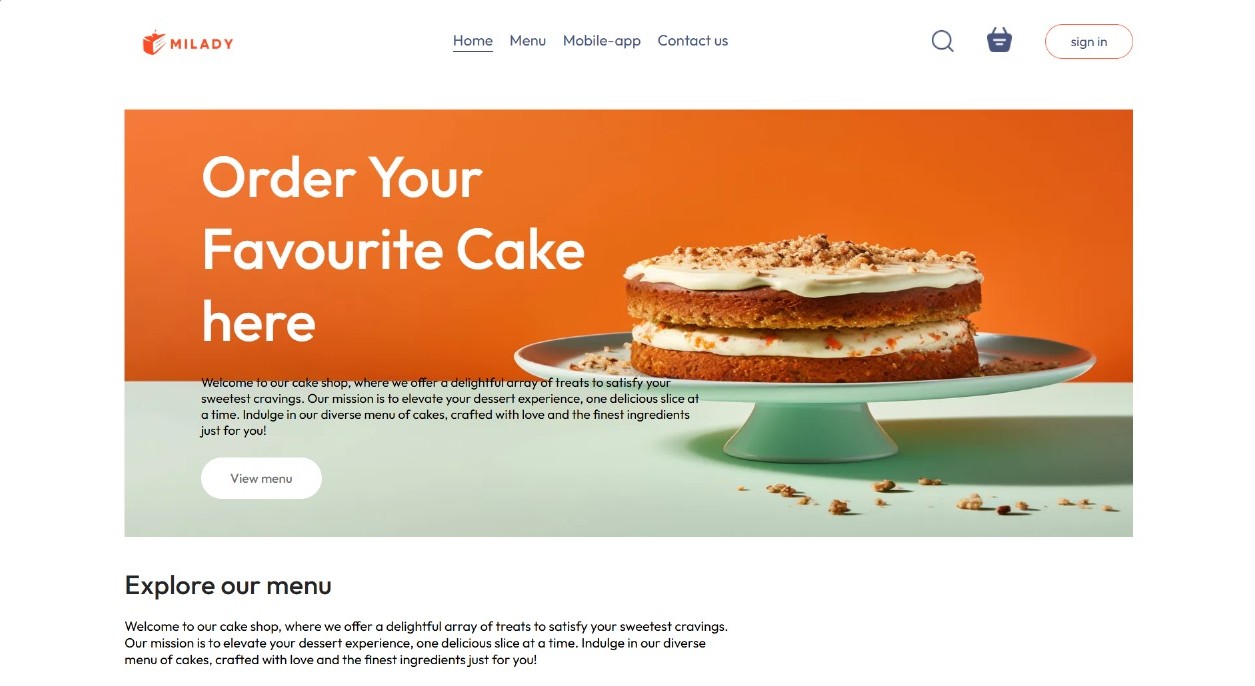 MILADY
Home
Menu
Mobile-app
Contact us
sign in
Order Your
Favourite Cake
here
Welcome to our cake shop, where we offer a delightful array of treats to satisfy your
sweetest cravings. Our mission is to elevate your dessert experience, one delicious slice at
a time. Indulge in our diverse menu of cakes, crafted with love and the finest ingredients
just for you!
View menu
Explore our menu
Welcome to our cake shop, where we offer a delightful array of treats to satisfy your sweetest cravings.
Our mission is to elevate your dessert experience, one delicious slice at a time. Indulge in our diverse
menu of cakes, crafted with love and the finest ingredients just for you!